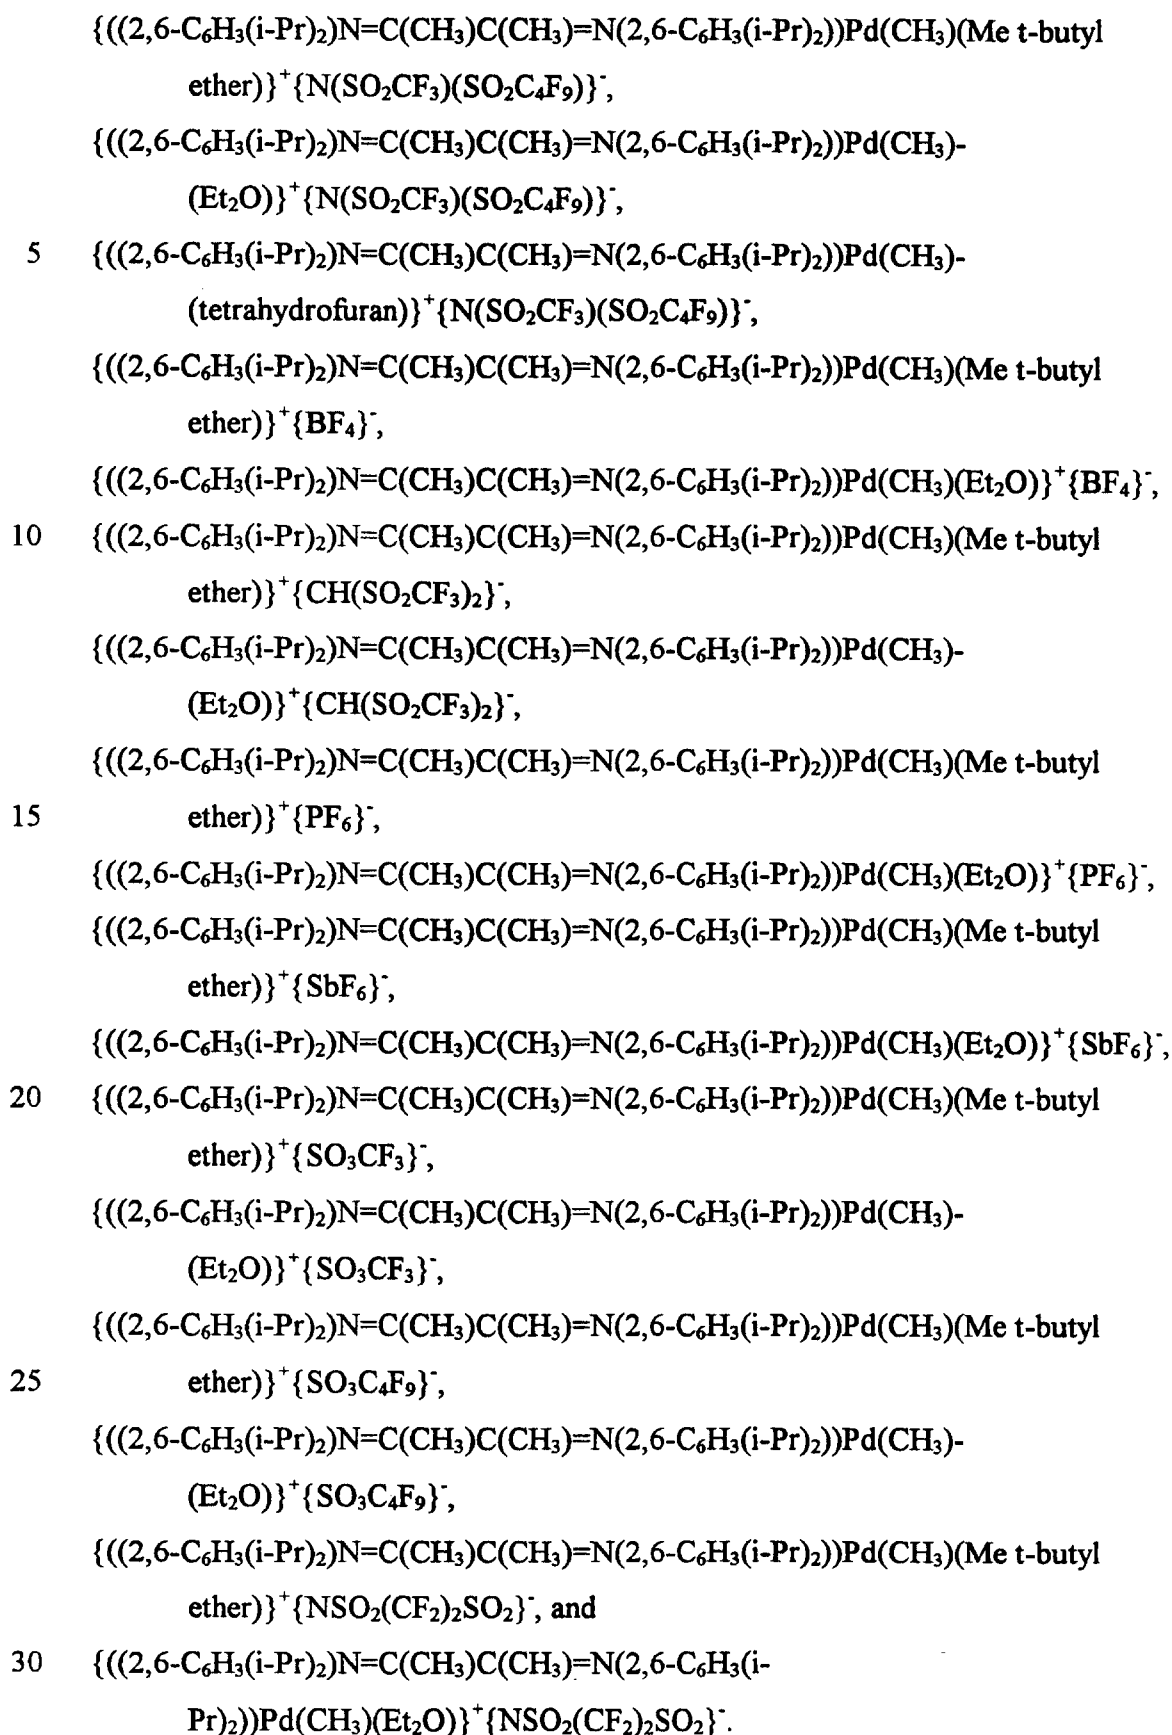 {((2,6-C₆H₃(i-Pr)₂)N=C(CH₃)C(CH₃)=N(2,6-C₆H₃(i-Pr)₂))Pd(CH₃)(Me t-butyl
ether)}⁺{N(SO₂CF₃)(SO₂C₄F₉)}⁻,
{((2,6-C₆H₃(i-Pr)₂)N=C(CH₃)C(CH₃)=N(2,6-C₆H₃(i-Pr)₂))Pd(CH₃)-
(Et₂O)}⁺{N(SO₂CF₃)(SO₂C₄F₉)}⁻,
5 {((2,6-C₆H₃(i-Pr)₂)N=C(CH₃)C(CH₃)=N(2,6-C₆H₃(i-Pr)₂))Pd(CH₃)-
(tetrahydrofuran)}⁺{N(SO₂CF₃)(SO₂C₄F₉)}⁻,
{((2,6-C₆H₃(i-Pr)₂)N=C(CH₃)C(CH₃)=N(2,6-C₆H₃(i-Pr)₂))Pd(CH₃)(Me t-butyl
ether)}⁺{BF₄}⁻,
{((2,6-C₆H₃(i-Pr)₂)N=C(CH₃)C(CH₃)=N(2,6-C₆H₃(i-Pr)₂))Pd(CH₃)(Et₂O)}⁺{BF₄}⁻,
10 {((2,6-C₆H₃(i-Pr)₂)N=C(CH₃)C(CH₃)=N(2,6-C₆H₃(i-Pr)₂))Pd(CH₃)(Me t-butyl
ether)}⁺{CH(SO₂CF₃)₂}⁻,
{((2,6-C₆H₃(i-Pr)₂)N=C(CH₃)C(CH₃)=N(2,6-C₆H₃(i-Pr)₂))Pd(CH₃)-
(Et₂O)}⁺{CH(SO₂CF₃)₂}⁻,
{((2,6-C₆H₃(i-Pr)₂)N=C(CH₃)C(CH₃)=N(2,6-C₆H₃(i-Pr)₂))Pd(CH₃)(Me t-butyl
15 ether)}⁺{PF₆}⁻,
{((2,6-C₆H₃(i-Pr)₂)N=C(CH₃)C(CH₃)=N(2,6-C₆H₃(i-Pr)₂))Pd(CH₃)(Et₂O)}⁺{PF₆}⁻,
{((2,6-C₆H₃(i-Pr)₂)N=C(CH₃)C(CH₃)=N(2,6-C₆H₃(i-Pr)₂))Pd(CH₃)(Me t-butyl
ether)}⁺{SbF₆}⁻,
{((2,6-C₆H₃(i-Pr)₂)N=C(CH₃)C(CH₃)=N(2,6-C₆H₃(i-Pr)₂))Pd(CH₃)(Et₂O)}⁺{SbF₆}⁻,
20 {((2,6-C₆H₃(i-Pr)₂)N=C(CH₃)C(CH₃)=N(2,6-C₆H₃(i-Pr)₂))Pd(CH₃)(Me t-butyl
ether)}⁺{SO₃CF₃}⁻,
{((2,6-C₆H₃(i-Pr)₂)N=C(CH₃)C(CH₃)=N(2,6-C₆H₃(i-Pr)₂))Pd(CH₃)-
(Et₂O)}⁺{SO₃CF₃}⁻,
{((2,6-C₆H₃(i-Pr)₂)N=C(CH₃)C(CH₃)=N(2,6-C₆H₃(i-Pr)₂))Pd(CH₃)(Me t-butyl
25 ether)}⁺{SO₃C₄F₉}⁻,
{((2,6-C₆H₃(i-Pr)₂)N=C(CH₃)C(CH₃)=N(2,6-C₆H₃(i-Pr)₂))Pd(CH₃)-
(Et₂O)}⁺{SO₃C₄F₉}⁻,
{((2,6-C₆H₃(i-Pr)₂)N=C(CH₃)C(CH₃)=N(2,6-C₆H₃(i-Pr)₂))Pd(CH₃)(Me t-butyl
ether)}⁺{NSO₂(CF₂)₂SO₂}⁻, and
30 {((2,6-C₆H₃(i-Pr)₂)N=C(CH₃)C(CH₃)=N(2,6-C₆H₃(i-
Pr)₂))Pd(CH₃)(Et₂O)}⁺{NSO₂(CF₂)₂SO₂}⁻.